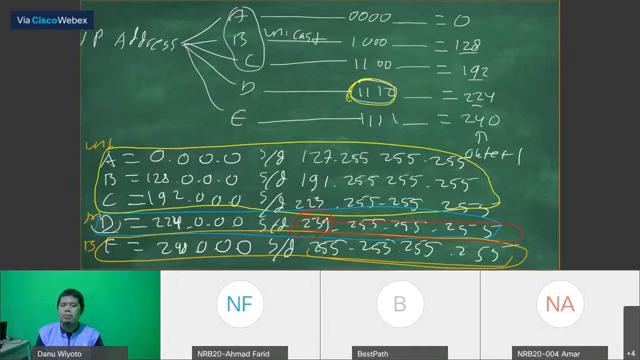 Via Cisco Webex
A 0000 = 0
IP Address B unicast 1000 = 128
C 1100 = 192
D 1110 = 224
E 1111 = 240
oktet 1
A = 0.0.0.0 s/d 127.255.255.255
B = 128.0.0.0 s/d 191.255.255.255
C = 192.0.0.0 s/d 223.255.255.255
D = 224.0.0.0 s/d 239.255.255.255
E = 240.0.0.0 s/d 255.255.255.255
NF B NA
Danu Wiyoto NRB20-Ahmad Farid BestPath NRB20-004 Amar +4